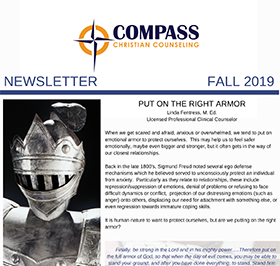 COMPASS
CHRISTIAN COUNSELING
NEWSLETTER FALL 2019
PUT ON THE RIGHT ARMOR
Linda Fentress, M. Ed.
Licensed Professional Clinical Counselor
When we get scared and afraid, anxious or overwhelmed, we tend to put on
emotional armor to protect ourselves. This may help us to feel safer
emotionally, maybe even bigger and stronger; but it often gets in the way of
our closest relationships.
Back in the late 1800's, Sigmund Freud noted several ego defense
mechanisms which he believed served to unconsciously protect an individual
from anxiety. Particularly as they relate to relationships, these include
repression/suppression of emotions, denial of problems or refusing to face
difficult dynamics or conflict, projection of our distressing emotions (such as
anger) onto others, displacing our need for attachment with something else, or
even regression towards immature coping skills.
It is human nature to want to protect ourselves, but are we putting on the right
armor?
Finally, be strong in the Lord and in his mighty power.....Therefore put on
the full armor of God, so that when the day of evil comes, you may be able to
stand your ground, and after you have done everything, to stand. Stand firm